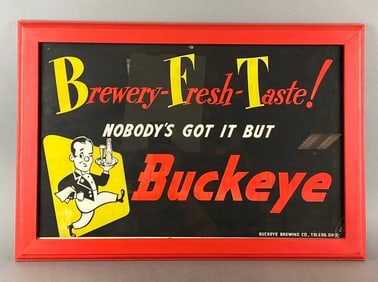 Brewery-Fresh-Taste!
NOBODY'S GOT IT BUT
Buckeye
BUCKEYE BREWING CO., TOLEDO, OHIO